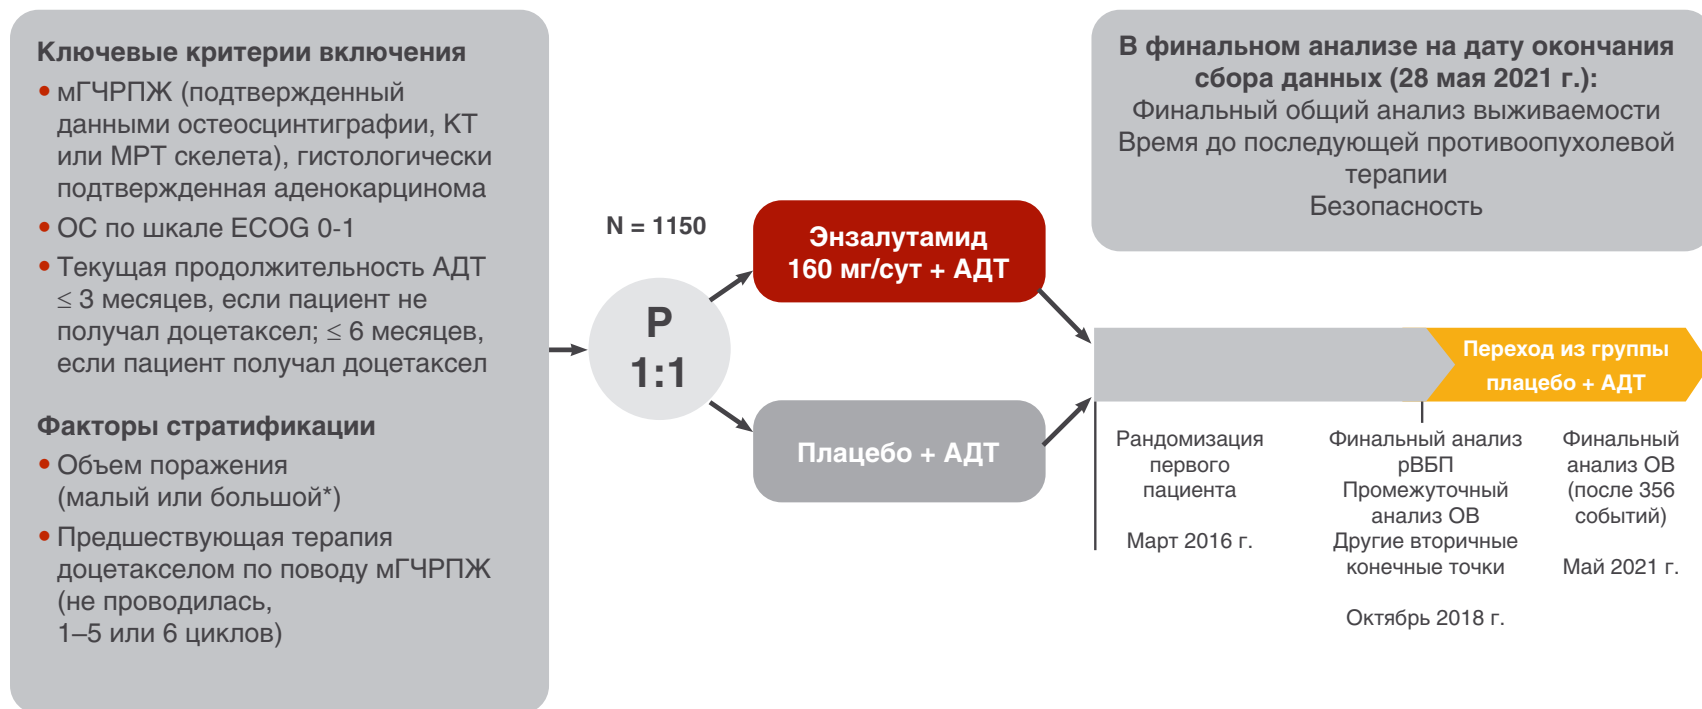 Ключевые критерии включения
• мГЧРПЖ (подтвержденный
данными остеосцинтиграфии, КТ
или МРТ скелета), гистологически
подтвержденная аденокарцинома
• ОС по шкале ECOG 0-1
• Текущая продолжительность АДТ
≤ 3 месяцев, если пациент не
получал доцетаксел; ≤ 6 месяцев,
если пациент получал доцетаксел
Факторы стратификации
• Объем поражения
(малый или большой*)
• Предшествующая терапия
доцетакселом по поводу мГЧРПЖ
(не проводилась,
1–5 или 6 циклов)
N = 1150
Р
1:1
Энзалутамид
160 мг/сут + АДТ
Плацебо + АДТ
В финальном анализе на дату окончания
сбора данных (28 мая 2021 г.):
Финальный общий анализ выживаемости
Время до последующей противоопухолевой
терапии
Безопасность
Переход из группы
плацебо + АДТ
Рандомизация
первого
пациента
Март 2016 г.
Финальный анализ
рВБП
Промежуточный
анализ ОВ
Другие вторичные
конечные точки
Октябрь 2018 г.
Финальный
анализ ОВ
(после 356
событий)
Май 2021 г.